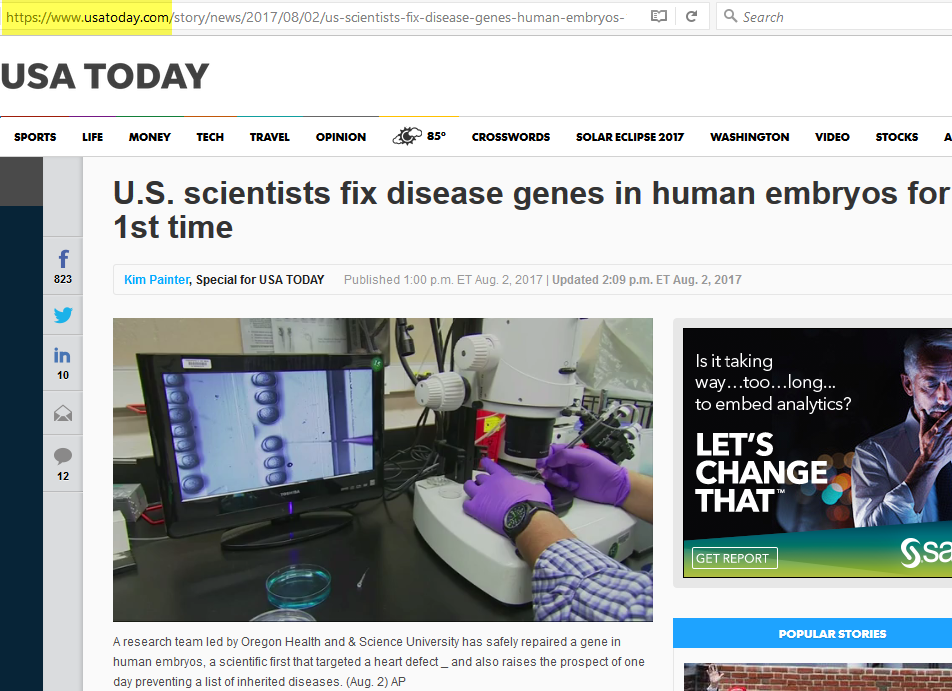 https://www.usatoday.com/story/news/2017/08/02/us-scientists-fix-disease-genes-human-embryos-
Search
USA TODAY
SPORTS LIFE MONEY TECH TRAVEL OPINION 85° CROSSWORDS SOLAR ECLIPSE 2017 WASHINGTON VIDEO STOCKS A
U.S. scientists fix disease genes in human embryos for
1st time
823
Kim Painter, Special for USA TODAY Published 1:00 p.m. ET Aug. 2, 2017 | Updated 2:09 p.m. ET Aug. 2, 2017
in
10
12
TOSHIBA
Is it taking
way...too...long...
to embed analytics?
LET'S
CHANGE
THAT™
GET REPORT
sa
POPULAR STORIES
A research team led by Oregon Health and & Science University has safely repaired a gene in
human embryos, a scientific first that targeted a heart defect _ and also raises the prospect of one
day preventing a list of inherited diseases. (Aug. 2) AP